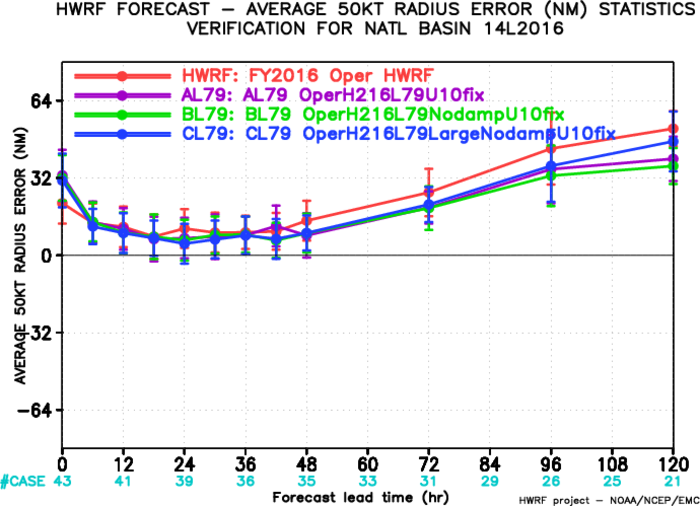 HWRF FORECAST – AVERAGE 50KT RADIUS ERROR (NM) STATISTICS
VERIFICATION FOR NATL BASIN 14L2016
HWRF: FY2016 Oper HWRF
AL79: AL79 OperH216L79U10fix
BL79: BL79 OperH216L79NodampU10fix
CL79: CL79 OperH216L79LargeNodampU10fix
AVERAGE 50KT RADIUS ERROR (NM)
64
32
0
–32
–64
0 12 24 36 48 60 72 84 96 108 120
#CASE 43 41 39 36 35 33 31 29 26 25 21
Forecast lead time (hr)
HWRF project – NOAA/NCEP/EMC